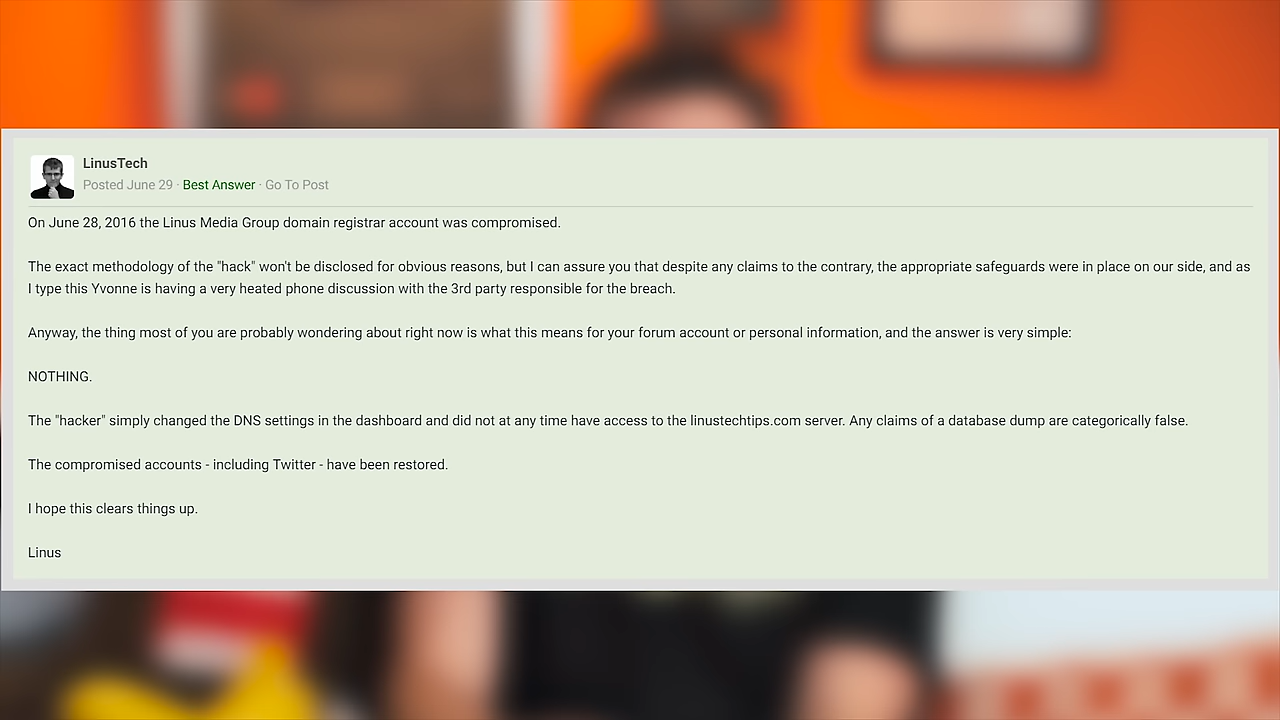 LinusTech
Posted June 29 · Best Answer · Go To Post
On June 28, 2016 the Linus Media Group domain registrar account was compromised.
The exact methodology of the "hack" won't be disclosed for obvious reasons, but I can assure you that despite any claims to the contrary, the appropriate safeguards were in place on our side, and as
I type this Yvonne is having a very heated phone discussion with the 3rd party responsible for the breach.
Anyway, the thing most of you are probably wondering about right now is what this means for your forum account or personal information, and the answer is very simple:
NOTHING.
The "hacker" simply changed the DNS settings in the dashboard and did not at any time have access to the linustechtips.com server. Any claims of a database dump are categorically false.
The compromised accounts - including Twitter - have been restored.
I hope this clears things up.
Linus